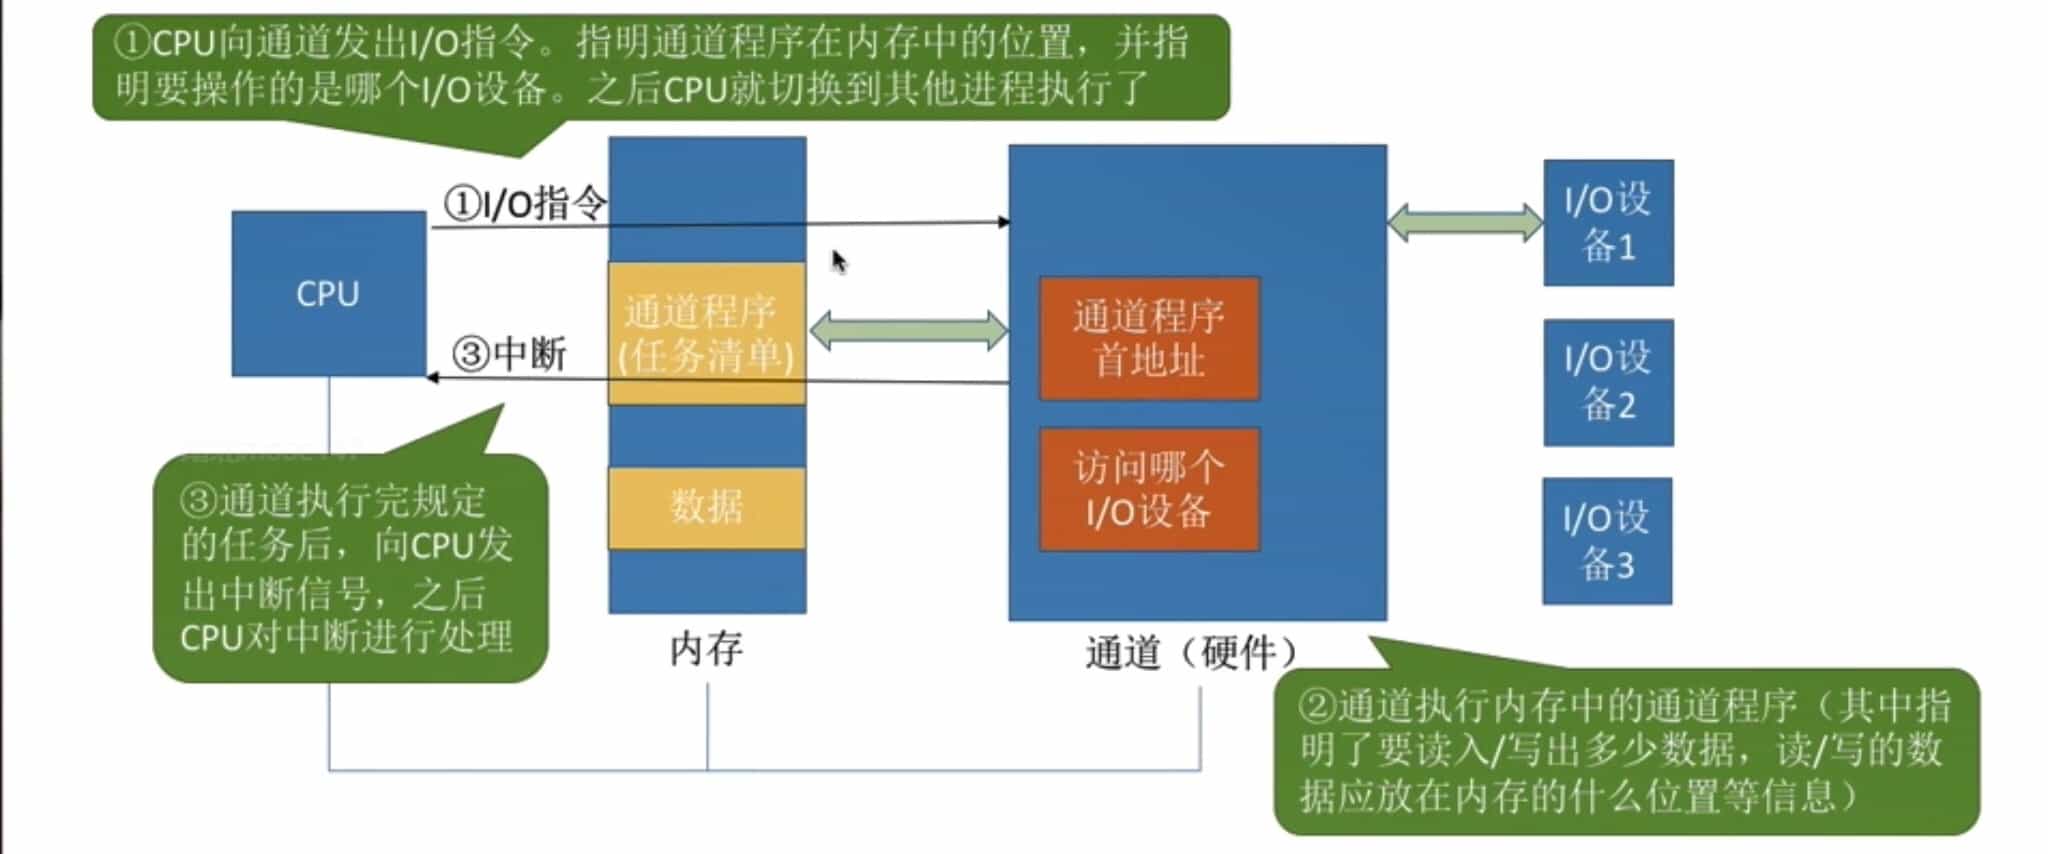 ①CPU向通道发出I/O指令。指明通道程序在内存中的位置，并指
明要操作的是哪个I/O设备。之后CPU就切换到其他进程执行了
①I/O指令
CPU
通道程序
(任务清单)
③中断
数据
内存
通道程序
首地址
访问哪个
I/O设备
通道（硬件）
I/O设
备1
I/O设
备2
I/O设
备3
③通道执行完规定
的任务后，向CPU发
出中断信号，之后
CPU对中断进行处理
②通道执行内存中的通道程序（其中指
明了要读入/写出多少数据，读/写的数
据应放在内存的什么位置等信息）